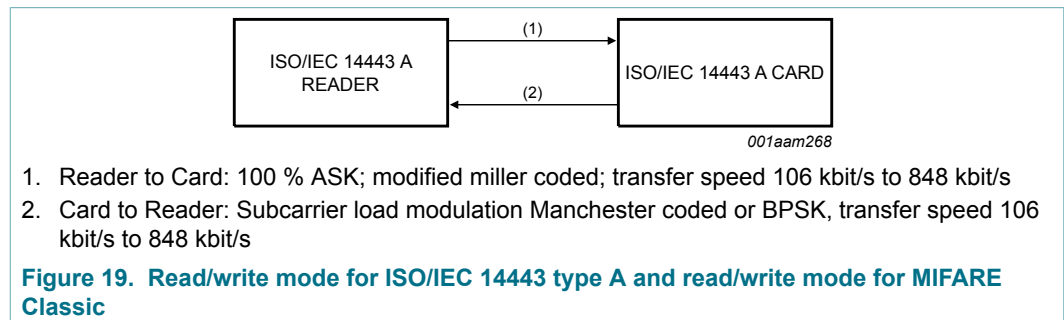 (1)
ISO/IEC 14443 A
READER
ISO/IEC 14443 A CARD
(2)
001aam268
1. Reader to Card: 100 % ASK; modified miller coded; transfer speed 106 kbit/s to 848 kbit/s
2. Card to Reader: Subcarrier load modulation Manchester coded or BPSK, transfer speed 106
kbit/s to 848 kbit/s
Figure 19. Read/write mode for ISO/IEC 14443 type A and read/write mode for MIFARE
Classic